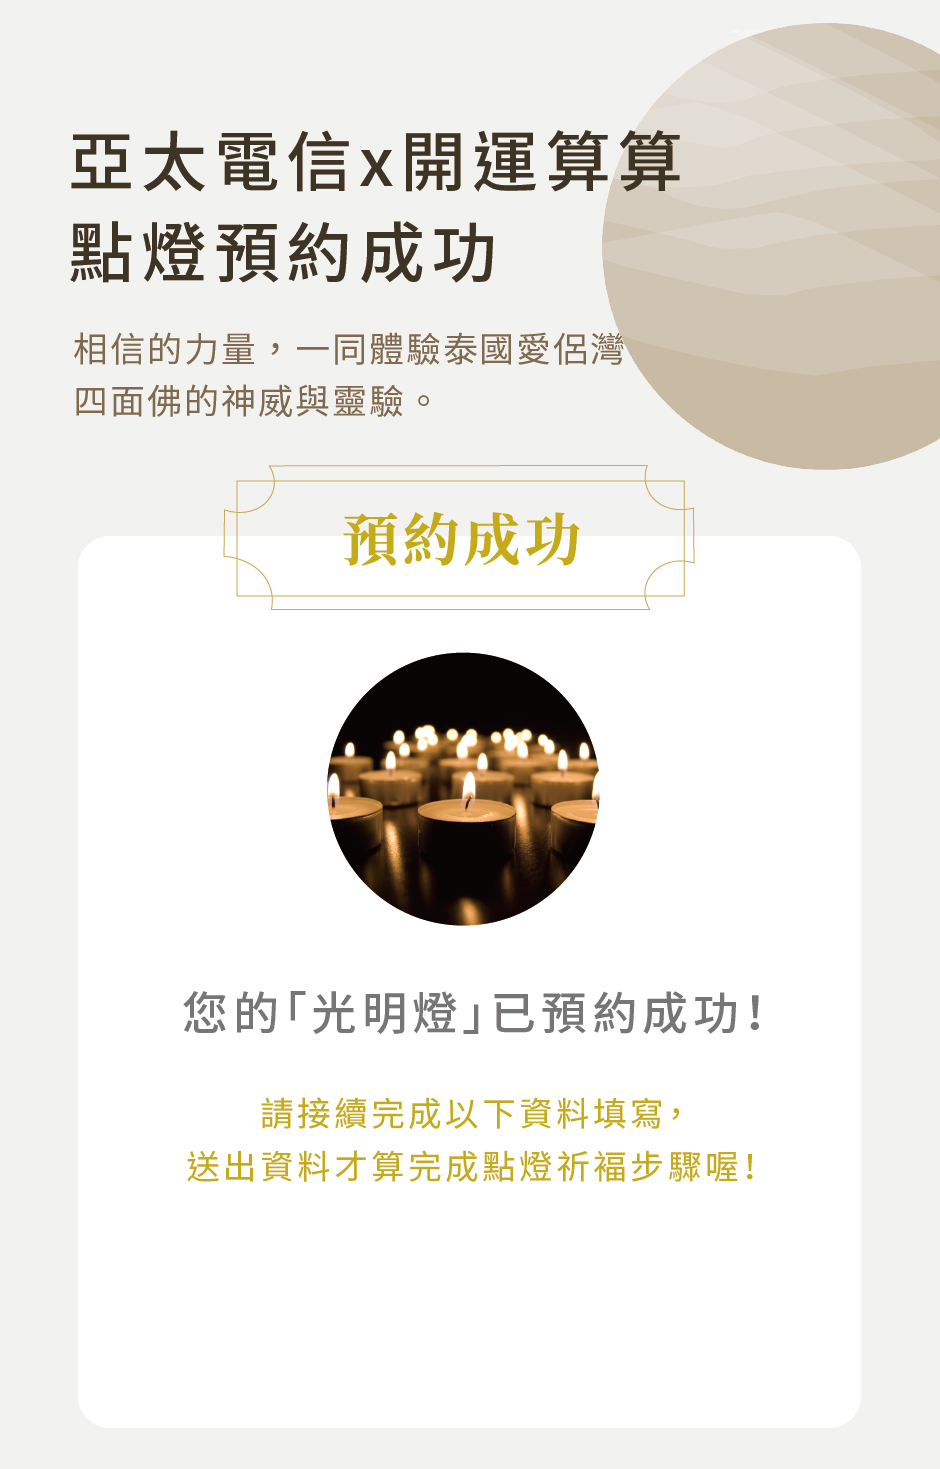 亞太電信x開運算算
點燈預約成功
相信的力量，一同體驗泰國愛侶灣
四面佛的神威與靈驗。
預約成功
您的「光明燈」已預約成功！
請接續完成以下資料填寫，
送出資料才算完成點燈祈福步驟喔！